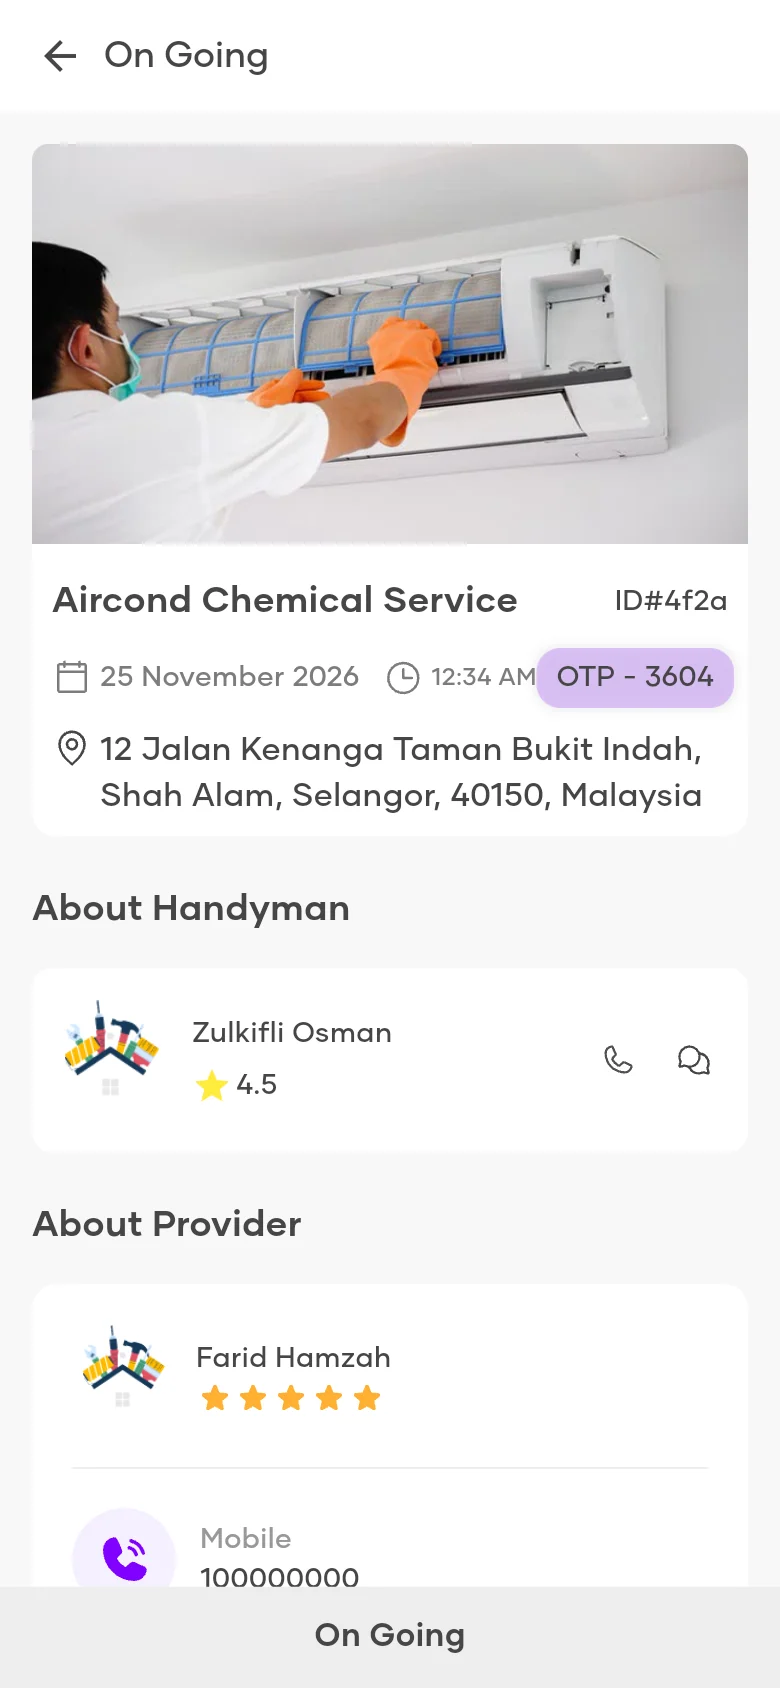 On Going
Aircond Chemical Service ID#4f2a
25 November 2026 12:34 AM OTP - 3604
12 Jalan Kenanga Taman Bukit Indah,
Shah Alam, Selangor, 40150, Malaysia
About Handyman
Zulkifli Osman
4.5
About Provider
Farid Hamzah
Mobile
100000000
On Going